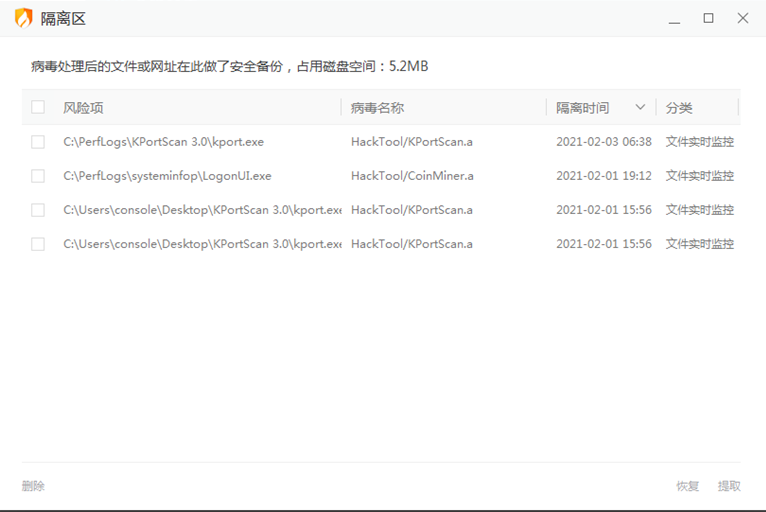 隔离区
病毒处理后的文件或网址在此做了安全备份，占用磁盘空间：5.2MB
风险项 病毒名称 隔离时间 分类
C:\PerfLogs\KPortScan 3.0\kport.exe HackTool/KPortScan.a 2021-02-03 06:38 文件实时监控
C:\PerfLogs\systeminfop\LogonUI.exe HackTool/CoinMiner.a 2021-02-01 19:12 文件实时监控
C:\Users\console\Desktop\KPortScan 3.0\kport.exe HackTool/KPortScan.a 2021-02-01 15:56 文件实时监控
C:\Users\console\Desktop\KPortScan 3.0\kport.exe HackTool/KPortScan.a 2021-02-01 15:56 文件实时监控
删除 恢复 提取